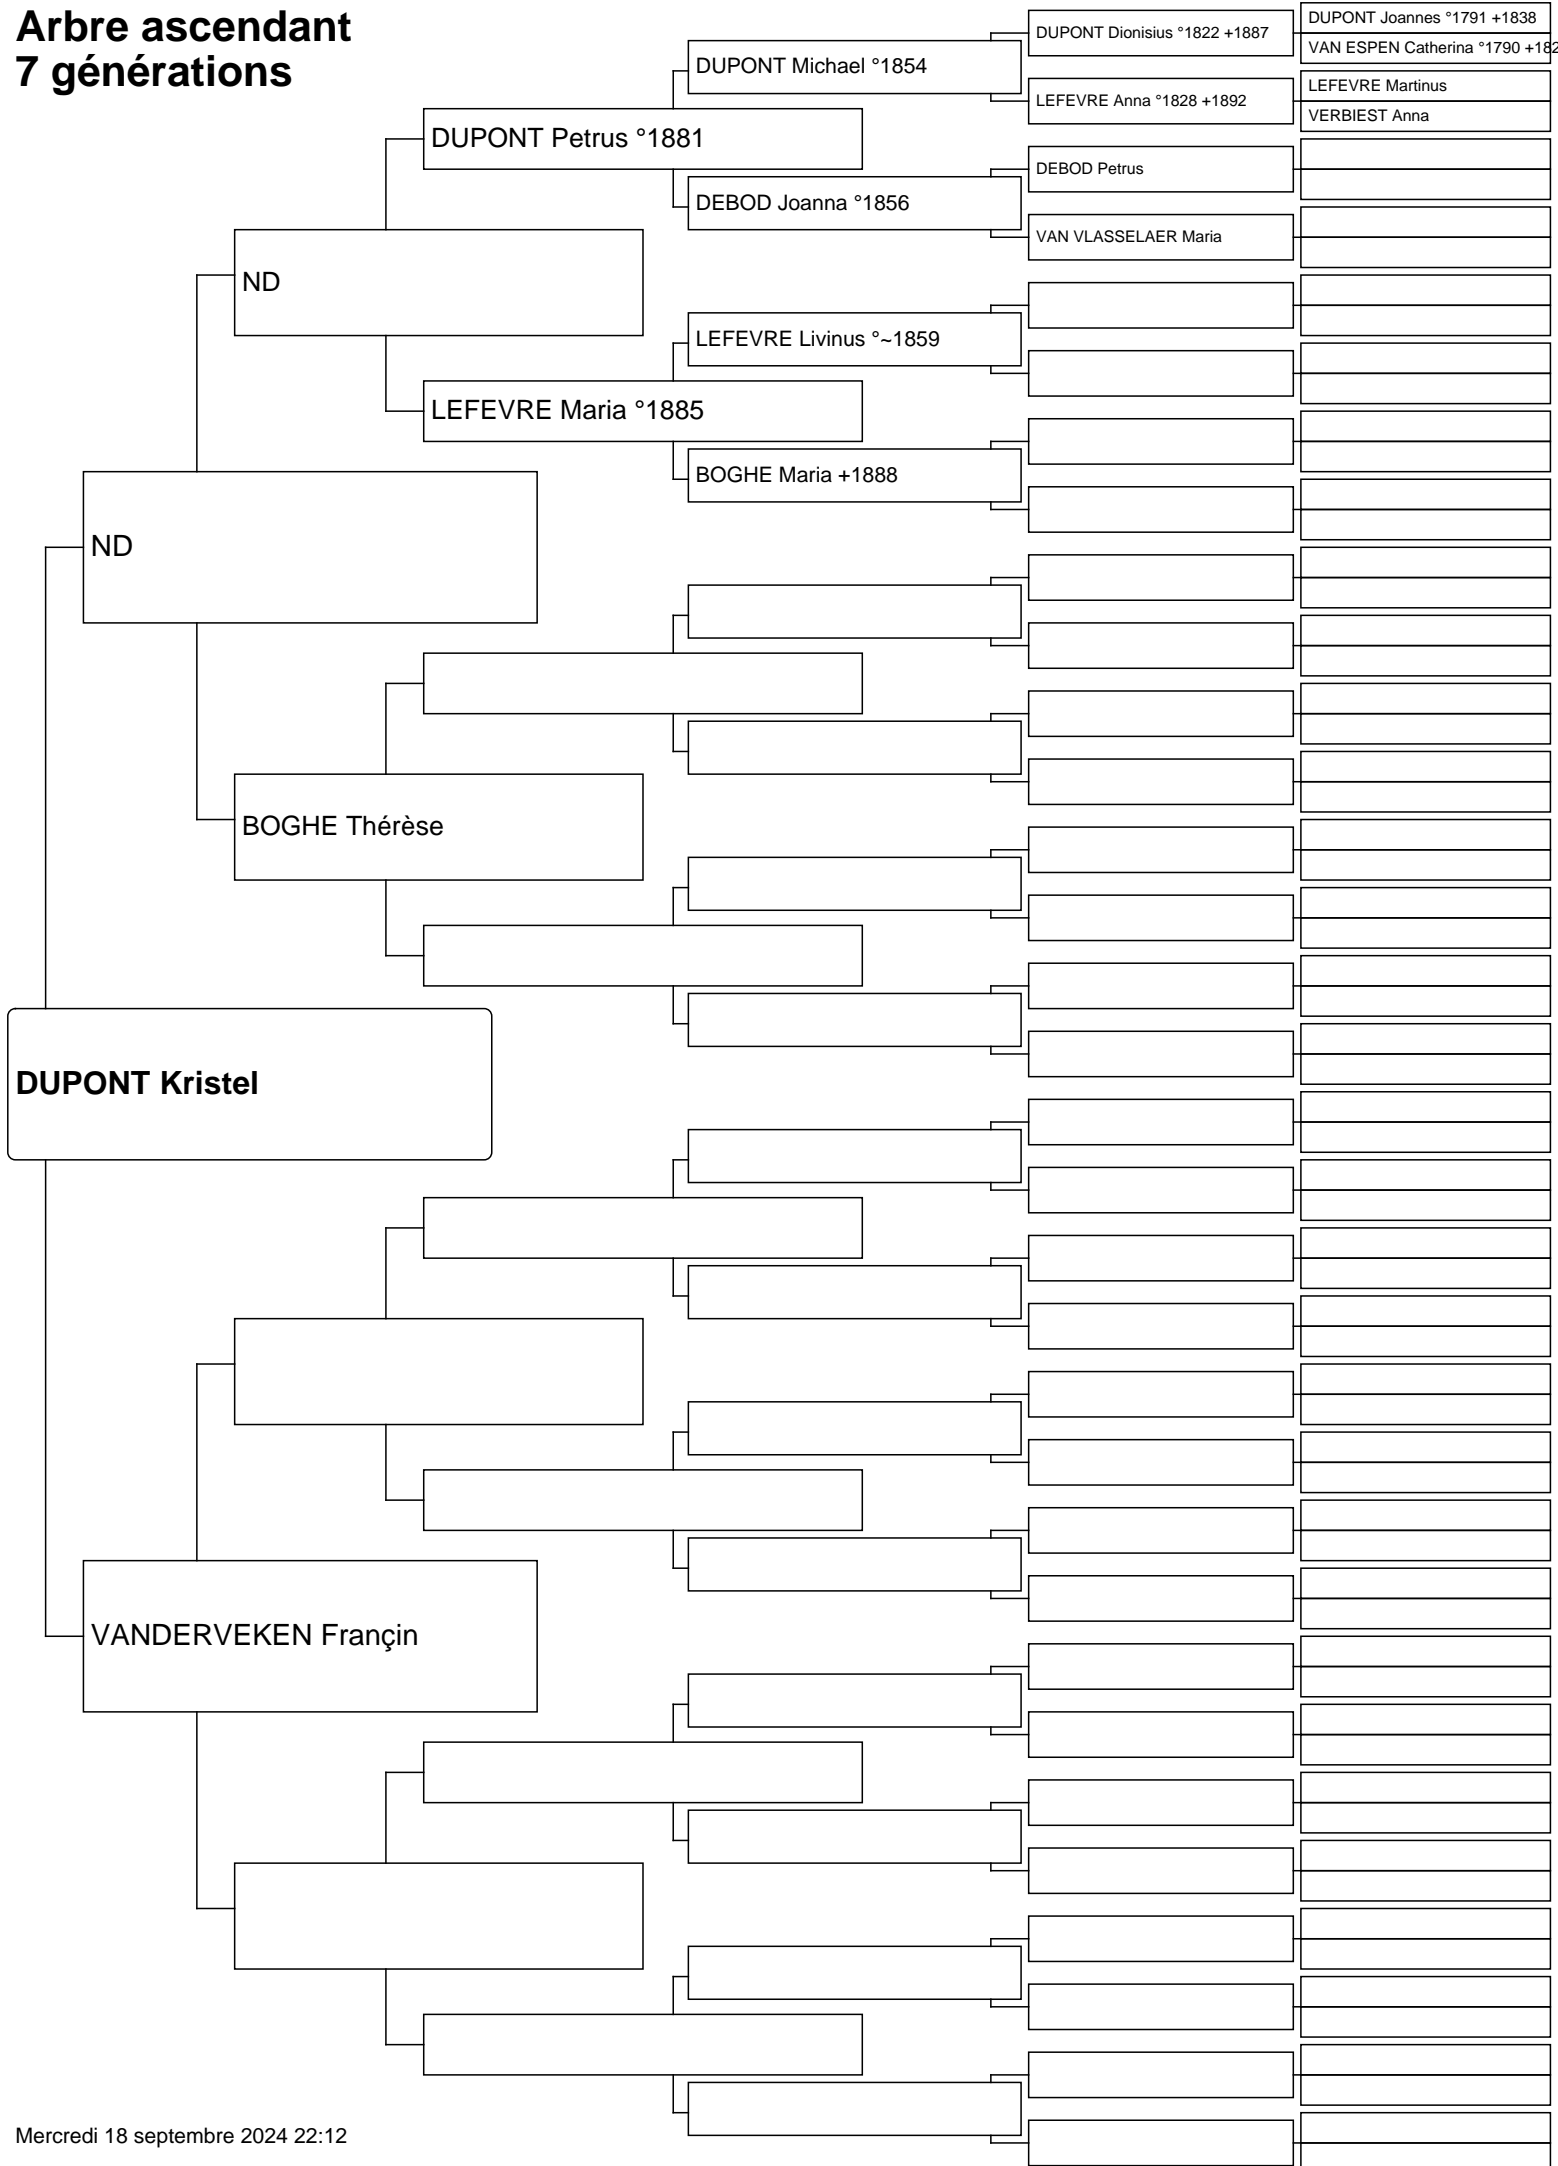 Arbre ascendant
7 générations
DUPONT Dionisius °1822 +1887
DUPONT Joannes °1791 +1838
VAN ESPEN Catherina °1790 +182
DUPONT Michael °1854
LEFEVRE Anna °1828 +1892
LEFEVRE Martinus
VERBIEST Anna
DUPONT Petrus °1881
DEBOD Petrus
DEBOD Joanna °1856
VAN VLASSELAER Maria
ND
LEFEVRE Livinus °~1859
LEFEVRE Maria °1885
BOGHE Maria +1888
ND
BOGHE Thérèse
DUPONT Kristel
VANDERVEKEN Françin
Mercredi 18 septembre 2024 22:12